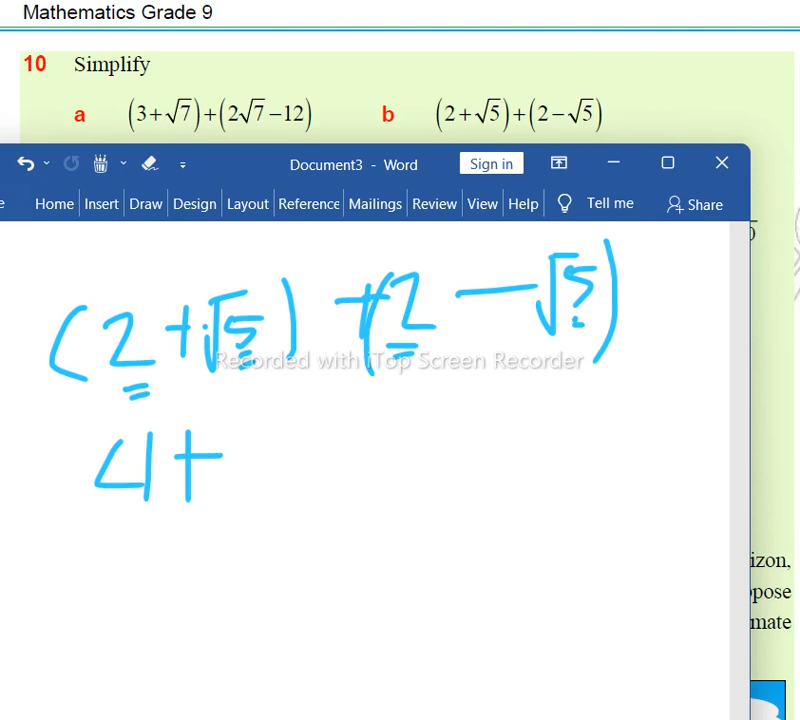 Mathematics Grade 9
10 Simplify
a (3+√7)+(2√7−12) b (2+√5)+(2−√5)
Document3 - Word Sign in
e Home Insert Draw Design Layout Reference Mailings Review View Help Tell me Share
(2+√5) +(2 − √5)
Recorded with iTop Screen Recorder
4+
izon,
pose
mate